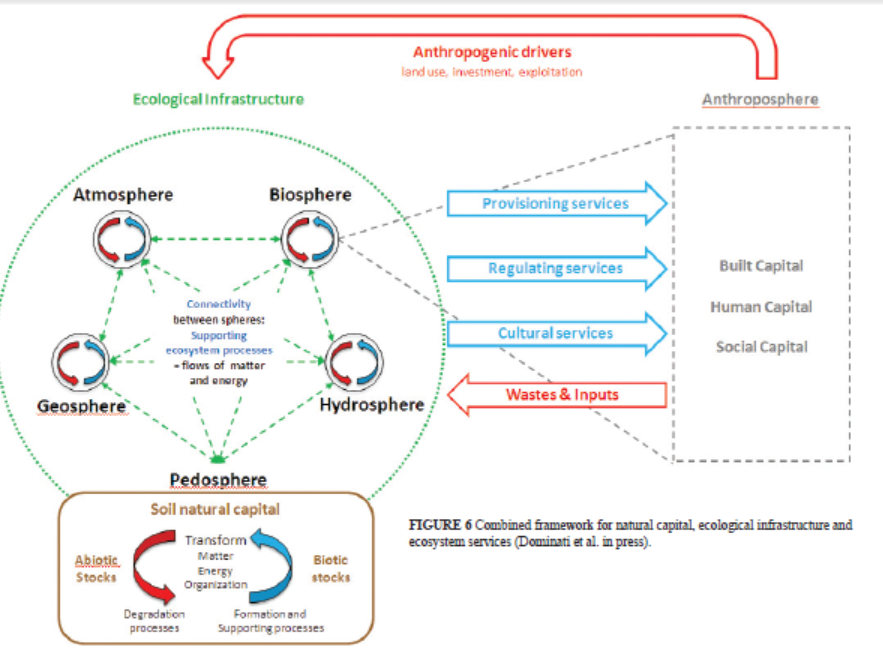 Anthropogenic drivers
land use, investment, exploitation
Ecological Infrastructure
Anthroposphere
Atmosphere
Biosphere
Provisioning services
Regulating services
Cultural services
Wastes & Inputs
Built Capital
Human Capital
Social Capital
Connectivity
between spheres:
Supporting
ecosystem processes
= flows of matter
and energy
Geosphere
Hydrosphere
Pedosphere
Soil natural capital
Abiotic
Stocks
Transform
Matter
Energy
Organization
Biotic
stocks
Degradation
processes
Formation and
Supporting processes
FIGURE 6 Combined framework for natural capital, ecological infrastructure and
ecosystem services (Dominati et al. in press).